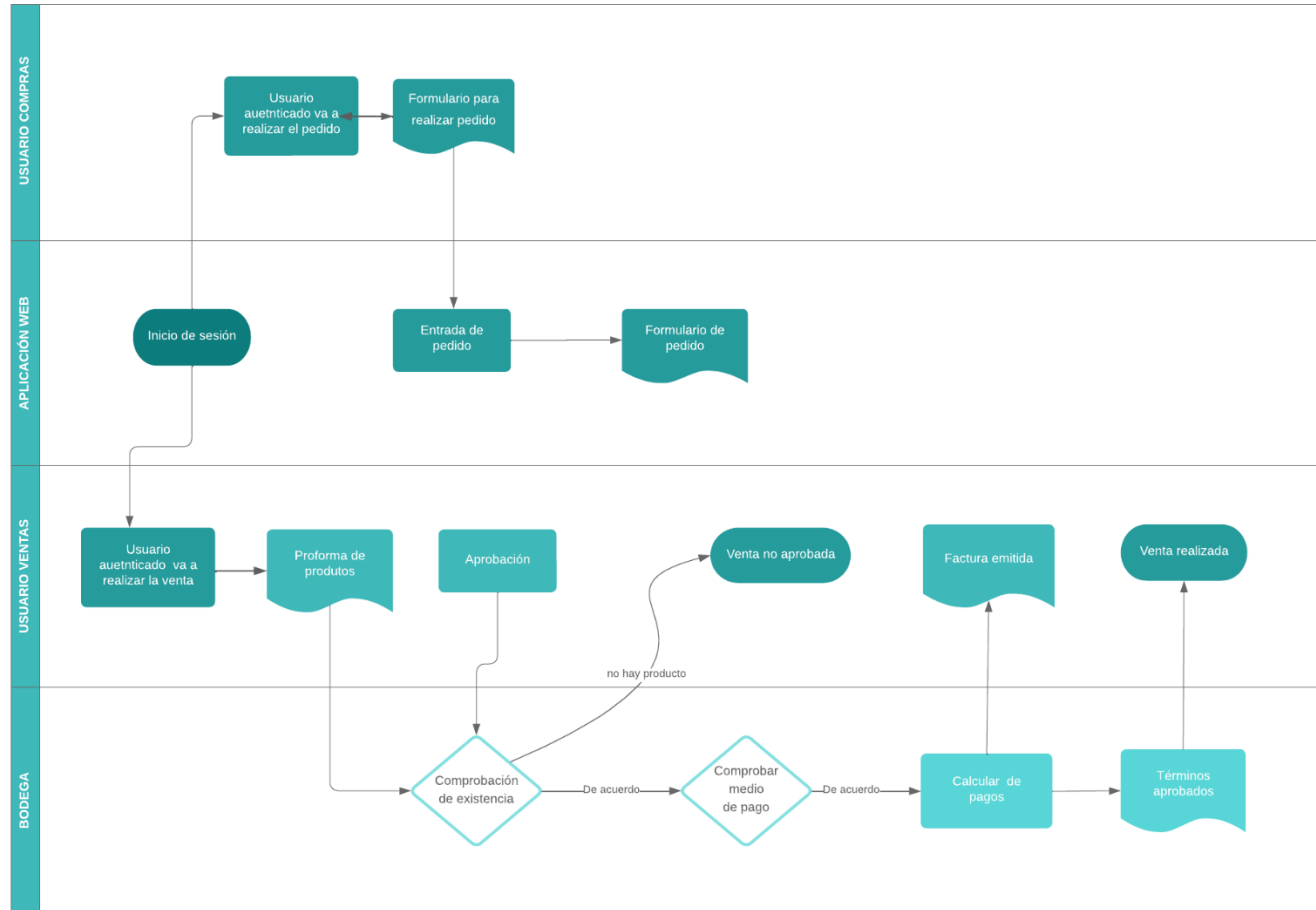 USUARIO COMPRAS
Usuario
auetnticado va a
realizar el pedido
Formulario para
realizar pedido
APLICACIÓN WEB
Inicio de sesión
Entrada de
pedido
Formulario de
pedido
USUARIO VENTAS
Usuario
auetnticado va a
realizar la venta
Proforma de
produtos
Aprobación
Venta no aprobada
Factura emitida
Venta realizada
no hay producto
BODEGA
Comprobación
de existencia
De acuerdo
Comprobar
medio
de pago
De acuerdo
Calcular de
pagos
Términos
aprobados